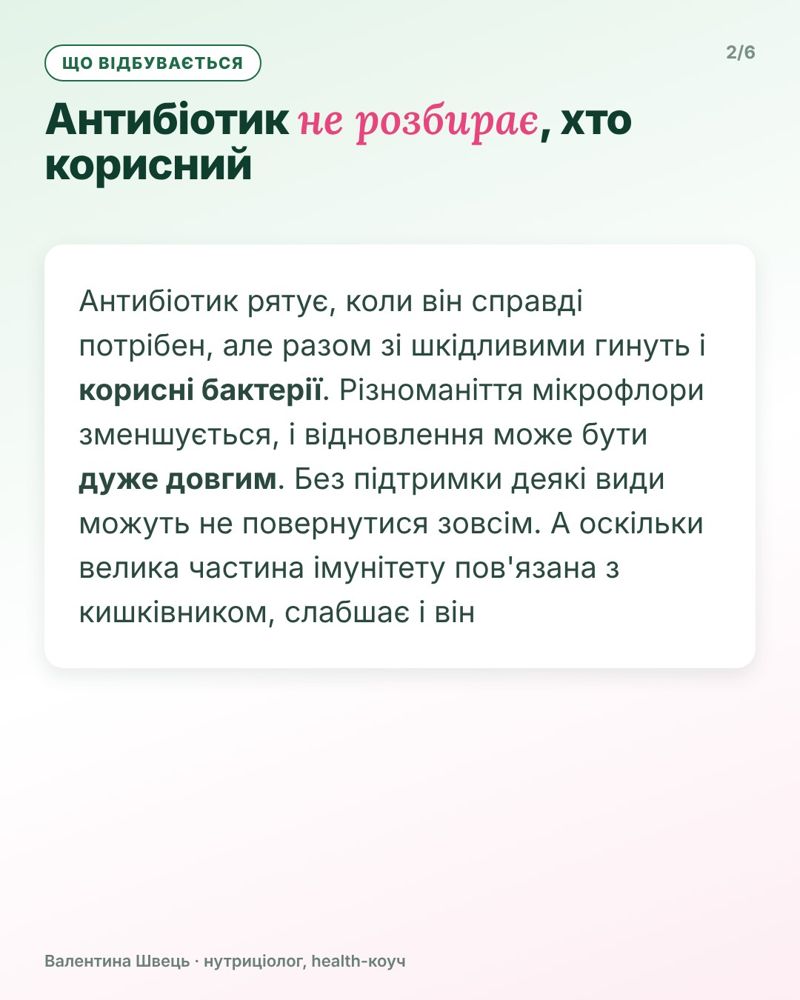 ЩО ВІДБУВАЄТЬСЯ
2/6
Антибіотик не розбирає, хто
корисний
Антибіотик рятує, коли він справді
потрібен, але разом зі шкідливими гинуть і
корисні бактерії. Різноманіття мікрофлори
зменшується, і відновлення може бути
дуже довгим. Без підтримки деякі види
можуть не повернутися зовсім. А оскільки
велика частина імунітету пов'язана з
кишківником, слабшає і він
Валентина Швець · нутриціолог, health-коуч